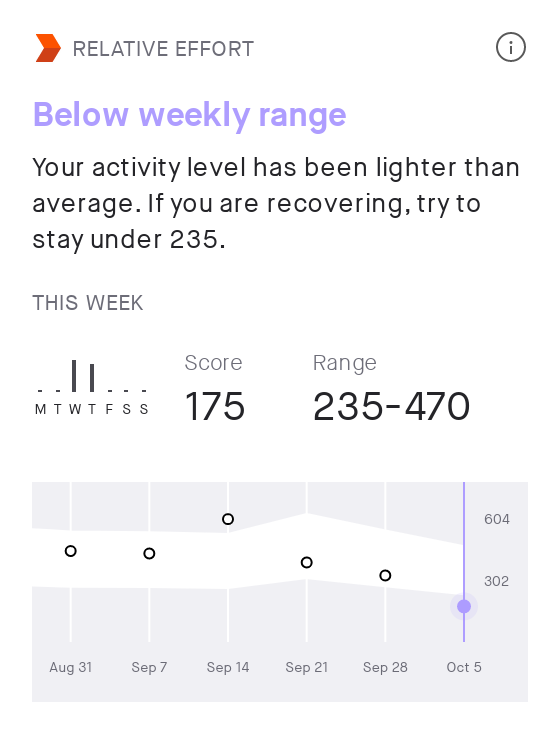 RELATIVE EFFORT
Below weekly range
Your activity level has been lighter than
average. If you are recovering, try to
stay under 235.
THIS WEEK
Score Range
175 235-470
M T W T F S S
604
302
Aug 31 Sep 7 Sep 14 Sep 21 Sep 28 Oct 5